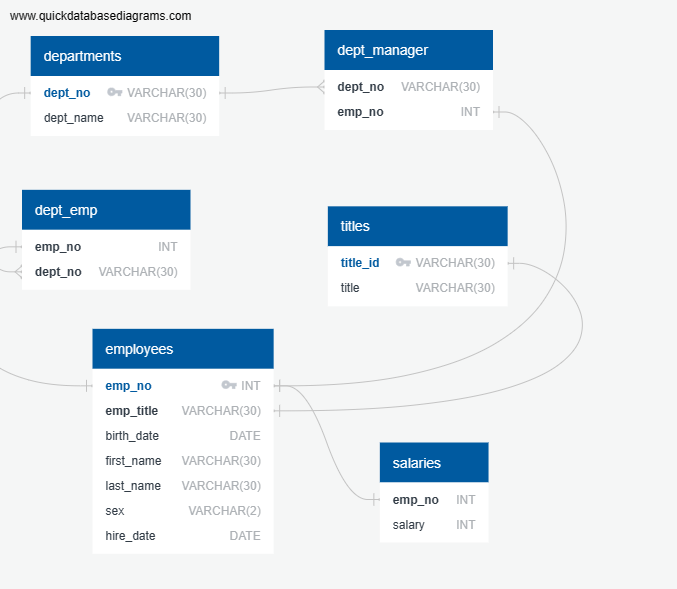 www.quickdatabasediagrams.com
departments
dept_no VARCHAR(30)
dept_name VARCHAR(30)
dept_manager
dept_no VARCHAR(30)
emp_no INT
dept_emp
emp_no INT
dept_no VARCHAR(30)
titles
title_id VARCHAR(30)
title VARCHAR(30)
employees
emp_no INT
emp_title VARCHAR(30)
birth_date DATE
first_name VARCHAR(30)
last_name VARCHAR(30)
sex VARCHAR(2)
hire_date DATE
salaries
emp_no INT
salary INT